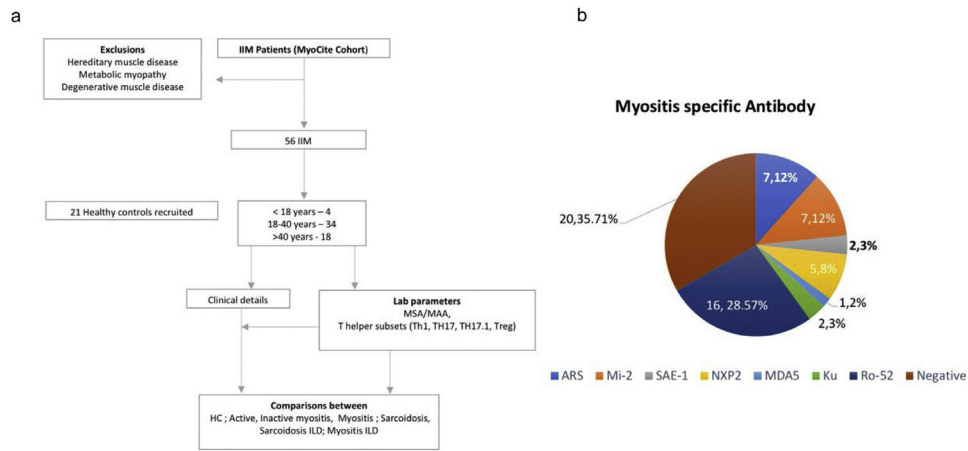 a
Exclusions
Hereditary muscle disease
Metabolic myopathy
Degenerative muscle disease
IIM Patients (MyoCite Cohort)
56 IIM
21 Healthy controls recruited
< 18 years – 4
18-40 years – 34
>40 years - 18
Clinical details
Lab parameters
MSA/MAA,
T helper subsets (Th1, TH17, TH17.1, Treg)
Comparisons between
HC ; Active, Inactive myositis, Myositis ; Sarcoidosis,
Sarcoidosis ILD; Myositis ILD
b
Myositis specific Antibody
7,12%
7,12%
2,3%
5,8%
1,2%
2,3%
16, 28.57%
20,35.71%
ARS Mi-2 SAE-1 NXP2 MDA5 Ku Ro-52 Negative